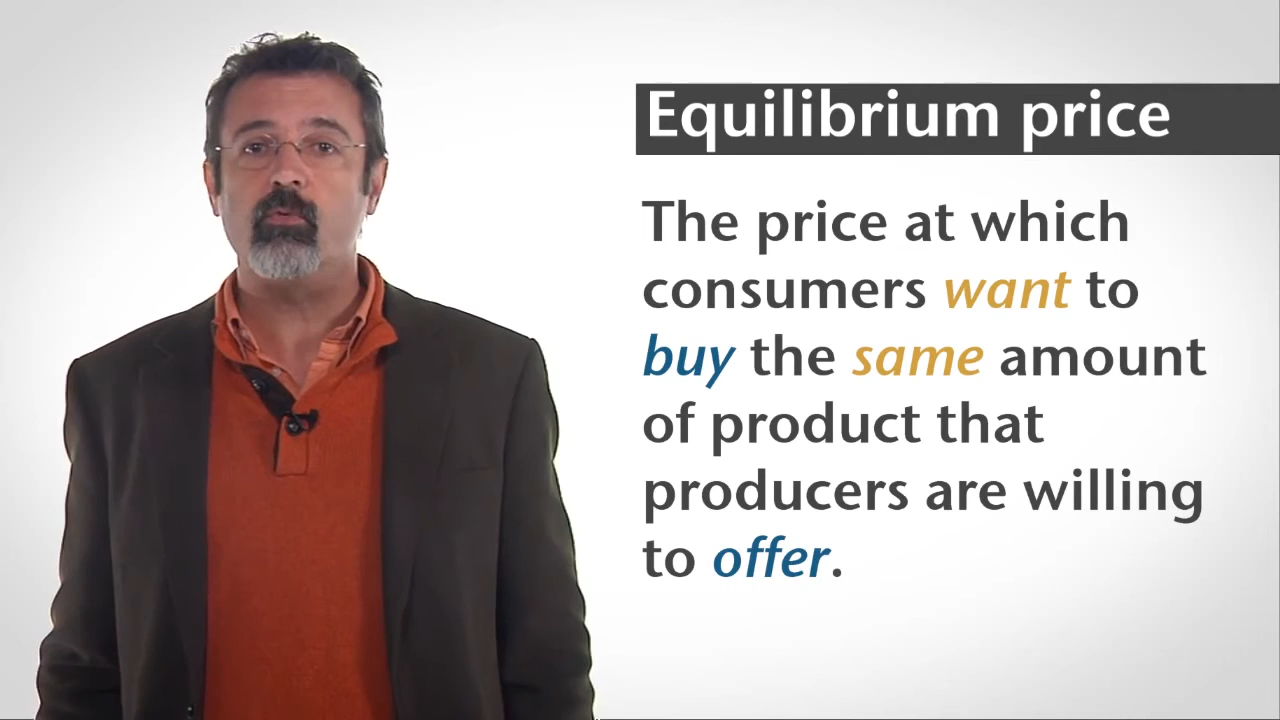 Equilibrium price
The price at which
consumers want to
buy the same amount
of product that
producers are willing
to offer.